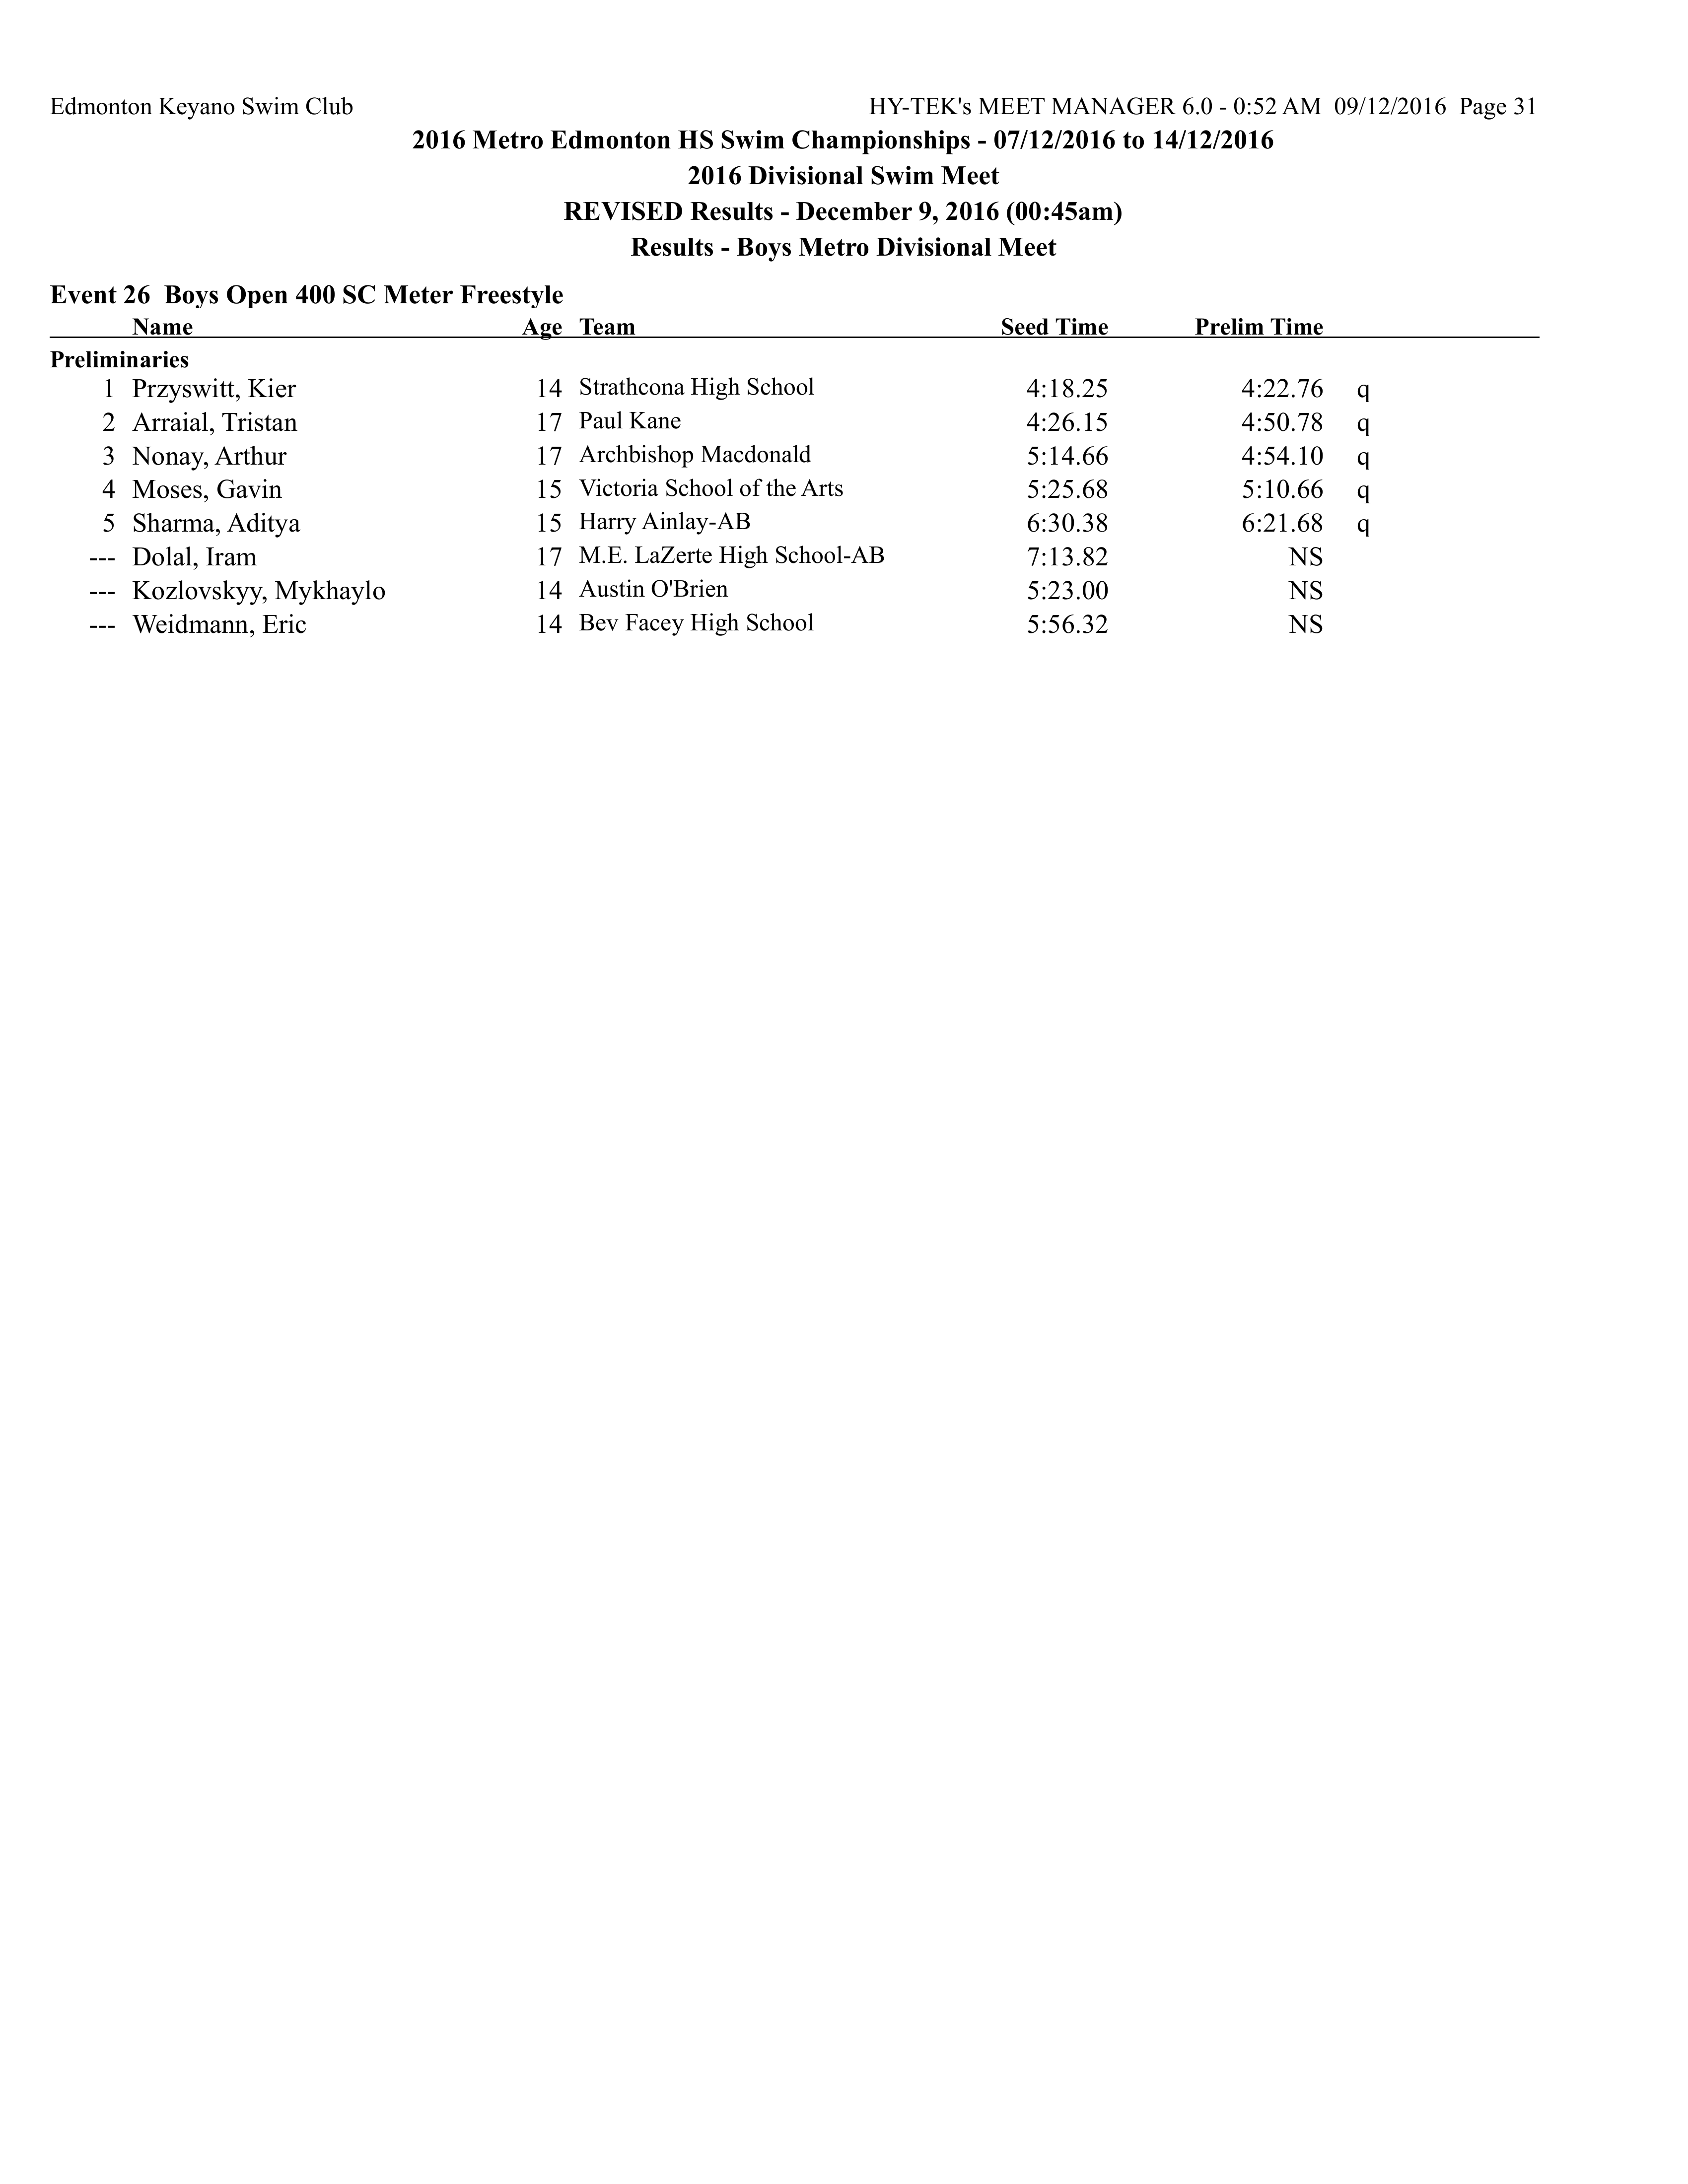 Edmonton Keyano Swim Club HY-TEK's MEET MANAGER 6.0 - 0:52 AM 09/12/2016 Page 31
2016 Metro Edmonton HS Swim Championships - 07/12/2016 to 14/12/2016
2016 Divisional Swim Meet
REVISED Results - December 9, 2016 (00:45am)
Results - Boys Metro Divisional Meet
Event 26 Boys Open 400 SC Meter Freestyle
Name Age Team Seed Time Prelim Time
Preliminaries
1 Przyswitt, Kier 14 Strathcona High School 4:18.25 4:22.76 q
2 Arraial, Tristan 17 Paul Kane 4:26.15 4:50.78 q
3 Nonay, Arthur 17 Archbishop Macdonald 5:14.66 4:54.10 q
4 Moses, Gavin 15 Victoria School of the Arts 5:25.68 5:10.66 q
5 Sharma, Aditya 15 Harry Ainlay-AB 6:30.38 6:21.68 q
--- Dolal, Iram 17 M.E. LaZerte High School-AB 7:13.82 NS
--- Kozlovskyy, Mykhaylo 14 Austin O'Brien 5:23.00 NS
--- Weidmann, Eric 14 Bev Facey High School 5:56.32 NS